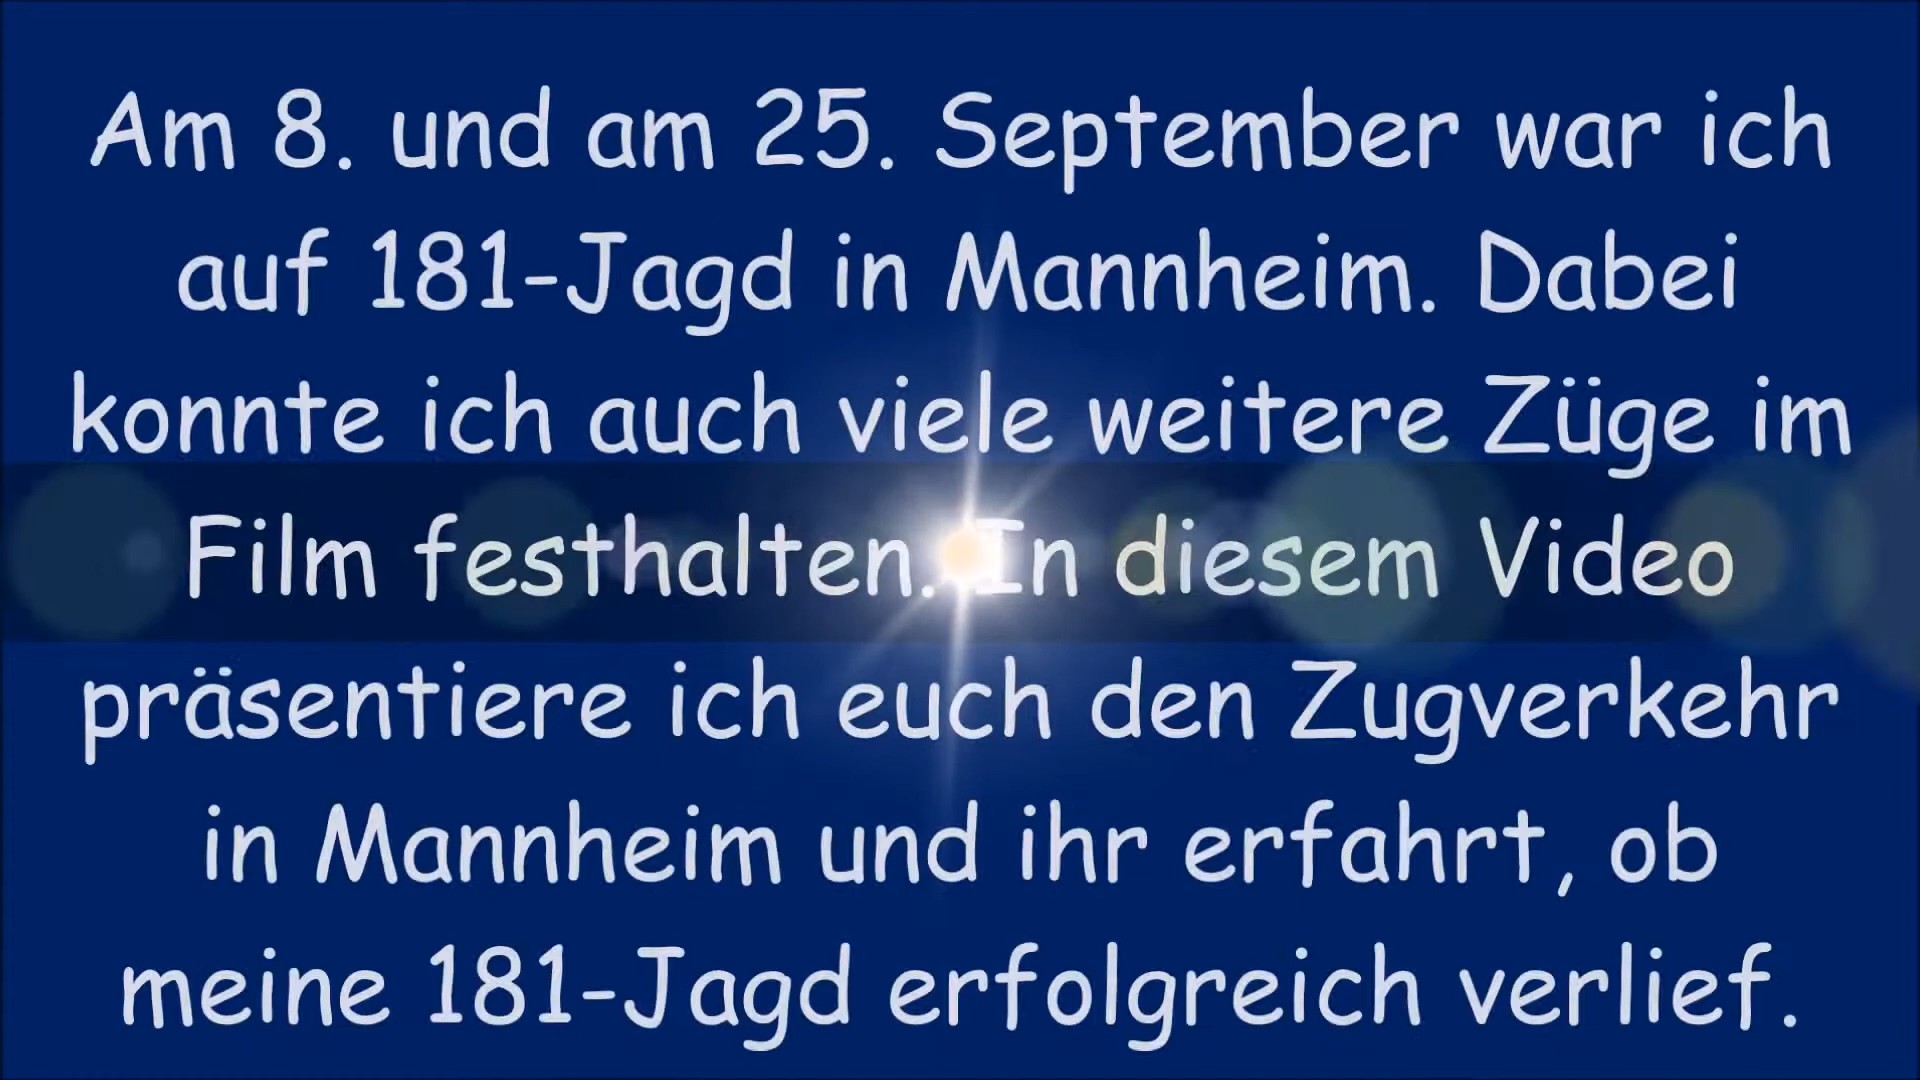 Am 8. und am 25. September war ich
auf 181-Jagd in Mannheim. Dabei
konnte ich auch viele weitere Züge im
Film festhalten. In diesem Video
präsentiere ich euch den Zugverkehr
in Mannheim und ihr erfahrt, ob
meine 181-Jagd erfolgreich verlief.